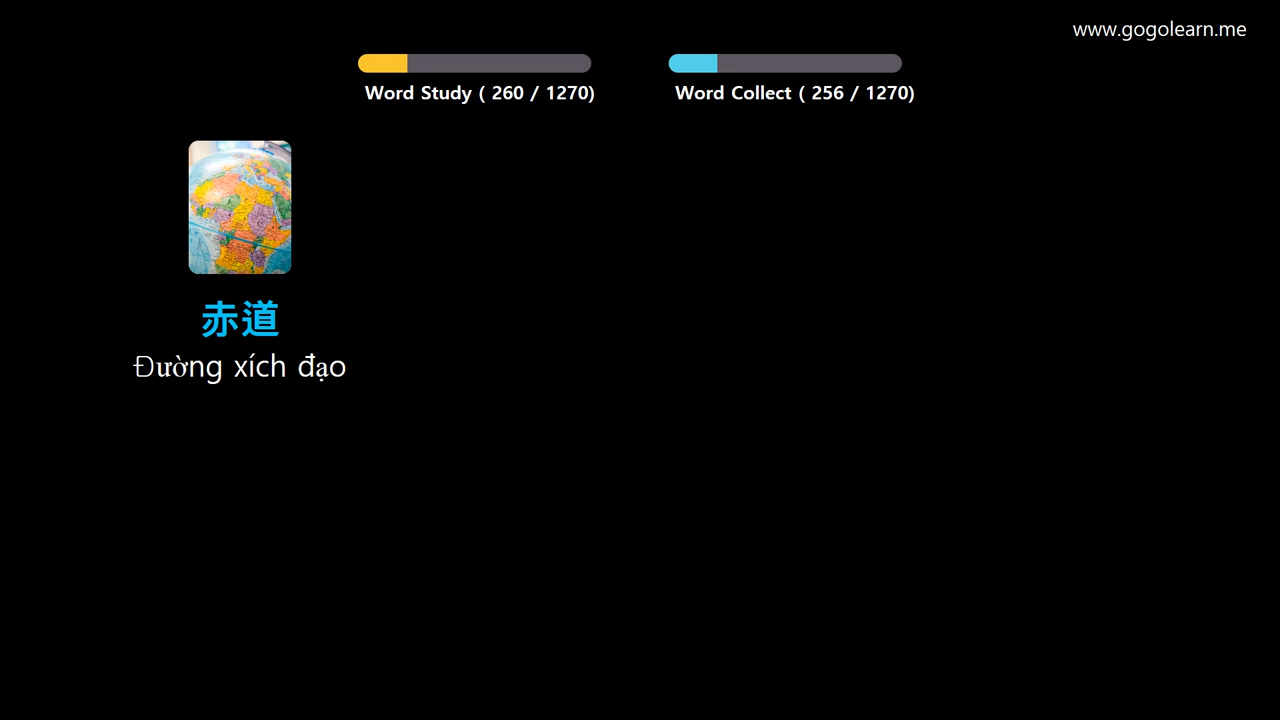 www.gogolearn.me
Word Study ( 260 / 1270)
Word Collect ( 256 / 1270)
赤道
Đường xích đạo